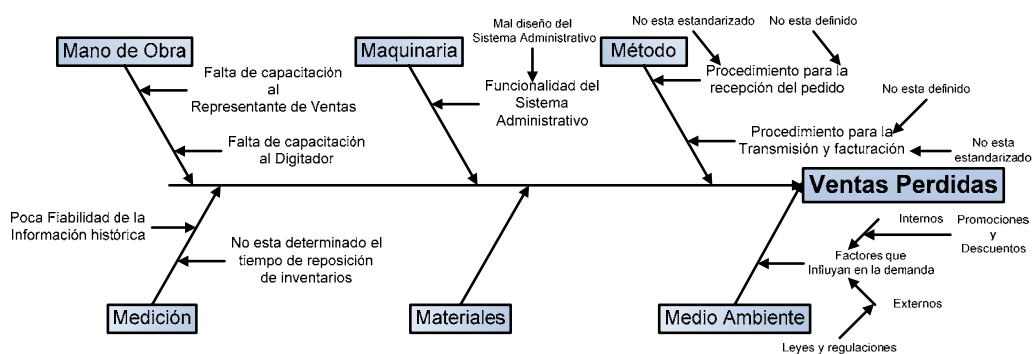 Mano de Obra
Falta de capacitación
al
Representante de Ventas
Falta de capacitación
al Digitador
Maquinaria
Mal diseño del
Sistema Administrativo
Funcionalidad del
Sistema
Administrativo
Método
No esta estandarizado
No esta definido
Procedimiento para la
recepción del pedido
No esta definido
Procedimiento para la
Transmisión y facturación
No esta
estandarizado
Ventas Perdidas
Poca Fiabilidad de la
Información histórica
No esta determinado el
tiempo de reposición
de inventarios
Medición
Materiales
Internos
Promociones
y
Descuentos
Factores que
Influyan en la demanda
Externos
Leyes y regulaciones
Medio Ambiente